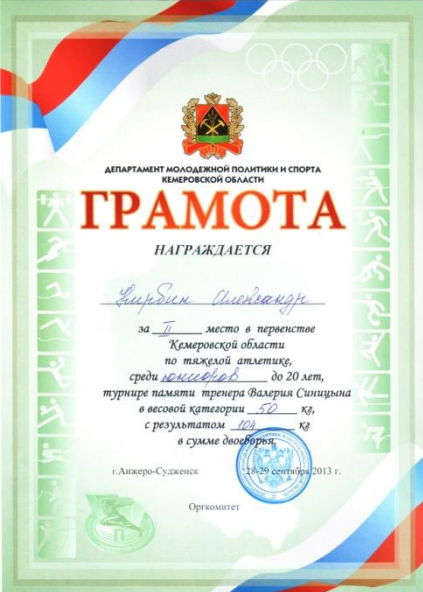 ДЕПАРТАМЕНТ МОЛОДЕЖНОЙ ПОЛИТИКИ И СПОРТА
КЕМЕРОВСКОЙ ОБЛАСТИ
ГРАМОТА
НАГРАЖДАЕТСЯ
Александр
за II место в первенстве
Кемеровской области
по тяжелой атлетике,
среди юниоров до 20 лет,
турнире памяти тренера Валерия Синицына
в весовой категории 50 кг,
с результатом 104 кг
в сумме двоеборья.
г.Анжеро-Судженск 28-29 сентября 2013 г.
Оргкомитет